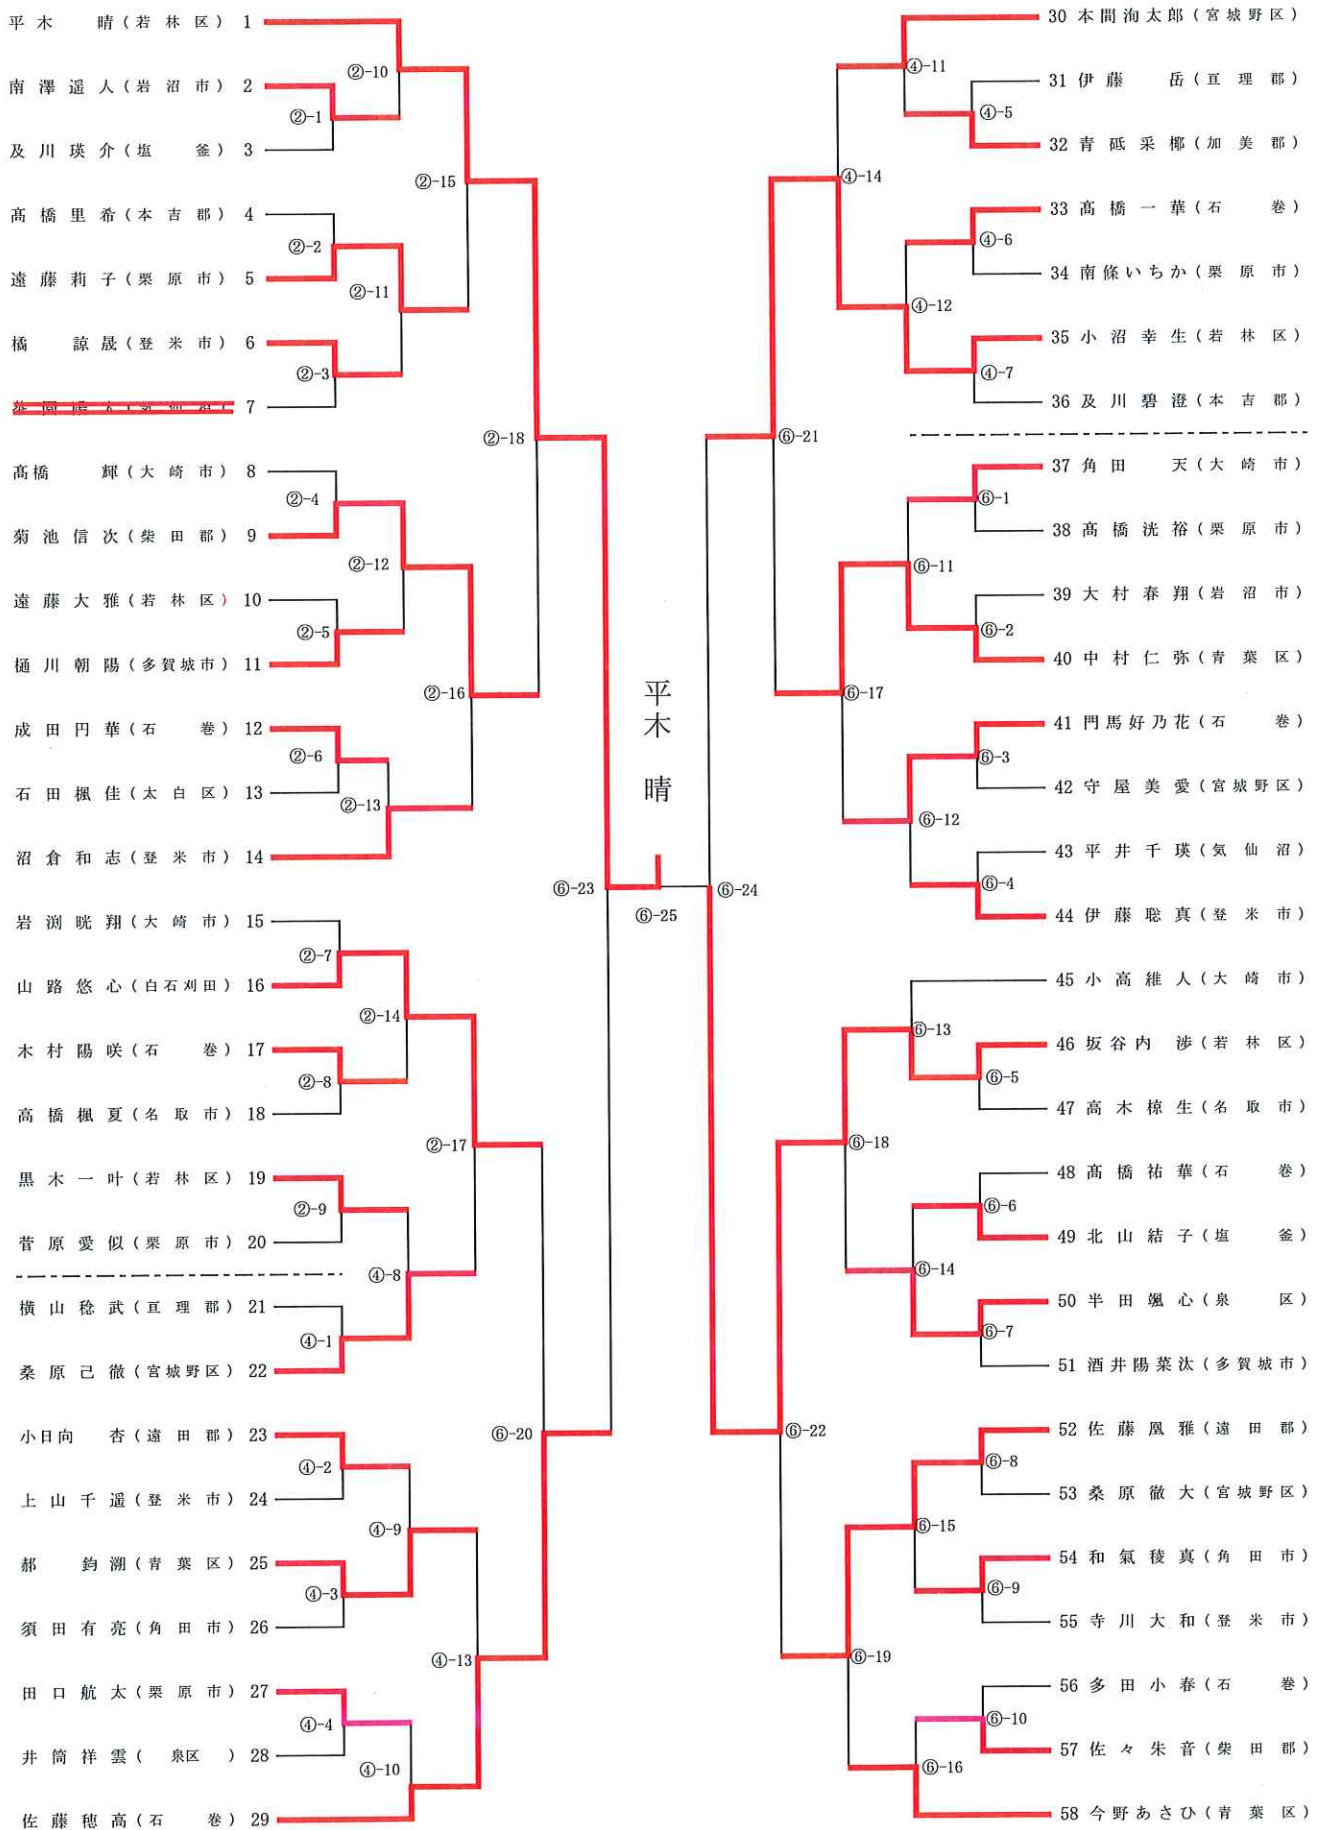 平木　晴（若林区）1
南澤遥人（岩沼市）2
及川瑛介（塩　釜）3
髙橋里希（本吉郡）4
遠藤莉子（栗原市）5
橘　諒晟（登米市）6
7
髙橋　輝（大崎市）8
菊池信次（柴田郡）9
遠藤大雅（若林区）10
樋川朝陽（多賀城市）11
成田円華（石　巻）12
石田楓佳（太白区）13
沼倉和志（登米市）14
岩渕晄翔（大崎市）15
山路悠心（白石刈田）16
木村陽咲（石　巻）17
高橋楓夏（名取市）18
黒木一叶（若林区）19
菅原愛似（栗原市）20
横山稔武（亘理郡）21
桑原己徹（宮城野区）22
小日向　杏（遠田郡）23
上山千遥（登米市）24
郝　鈞溯（青葉区）25
須田有亮（角田市）26
田口航太（栗原市）27
井筒祥雲（泉区）28
佐藤穂高（石　巻）29
②-1
②-2
②-3
②-4
②-5
②-6
②-7
②-8
②-9
④-1
④-2
④-3
④-4
②-10
②-11
②-12
②-13
②-14
④-8
④-9
④-10
②-15
②-16
②-17
④-13
②-18
⑥-20
⑥-23
平木　晴
⑥-25
⑥-24
⑥-21
⑥-22
④-14
⑥-17
⑥-18
⑥-19
④-11
④-12
⑥-11
⑥-12
⑥-13
⑥-14
⑥-15
⑥-16
④-5
④-6
④-7
⑥-1
⑥-2
⑥-3
⑥-4
⑥-5
⑥-6
⑥-7
⑥-8
⑥-9
⑥-10
30 本間洵太郎（宮城野区）
31 伊藤　岳（亘理郡）
32 青砥采椰（加美郡）
33 髙橋一華（石　巻）
34 南條いちか（栗原市）
35 小沼幸生（若林区）
36 及川碧澄（本吉郡）
37 角田　天（大崎市）
38 髙橋洸裕（栗原市）
39 大村春翔（岩沼市）
40 中村仁弥（青葉区）
41 門馬好乃花（石　巻）
42 守屋美愛（宮城野区）
43 平井千瑛（気仙沼）
44 伊藤聡真（登米市）
45 小高維人（大崎市）
46 坂谷内　渉（若林区）
47 高木椋生（名取市）
48 髙橋祐華（石　巻）
49 北山結子（塩　釜）
50 半田颯心（泉　区）
51 酒井陽菜汰（多賀城市）
52 佐藤凰雅（遠田郡）
53 桑原徹大（宮城野区）
54 和氣稜真（角田市）
55 寺川大和（登米市）
56 多田小春（石　巻）
57 佐々朱音（柴田郡）
58 今野あさひ（青葉区）